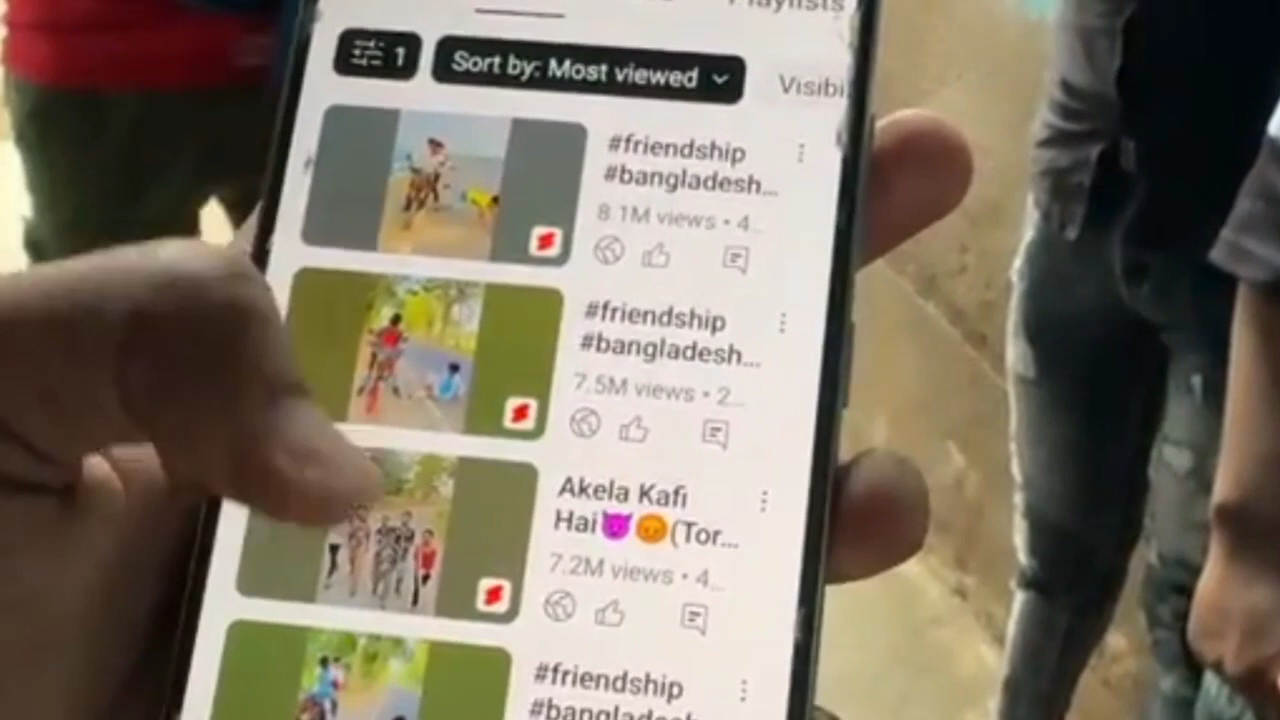 Playlists
1
Sort by: Most viewed
Visibi
#friendship
#bangladesh...
8.1M views • 4...
#friendship
#bangladesh...
7.5M views • 2...
Akela Kafi
Hai😈😡(Tor...
7.2M views • 4...
#friendship
#bangladesh